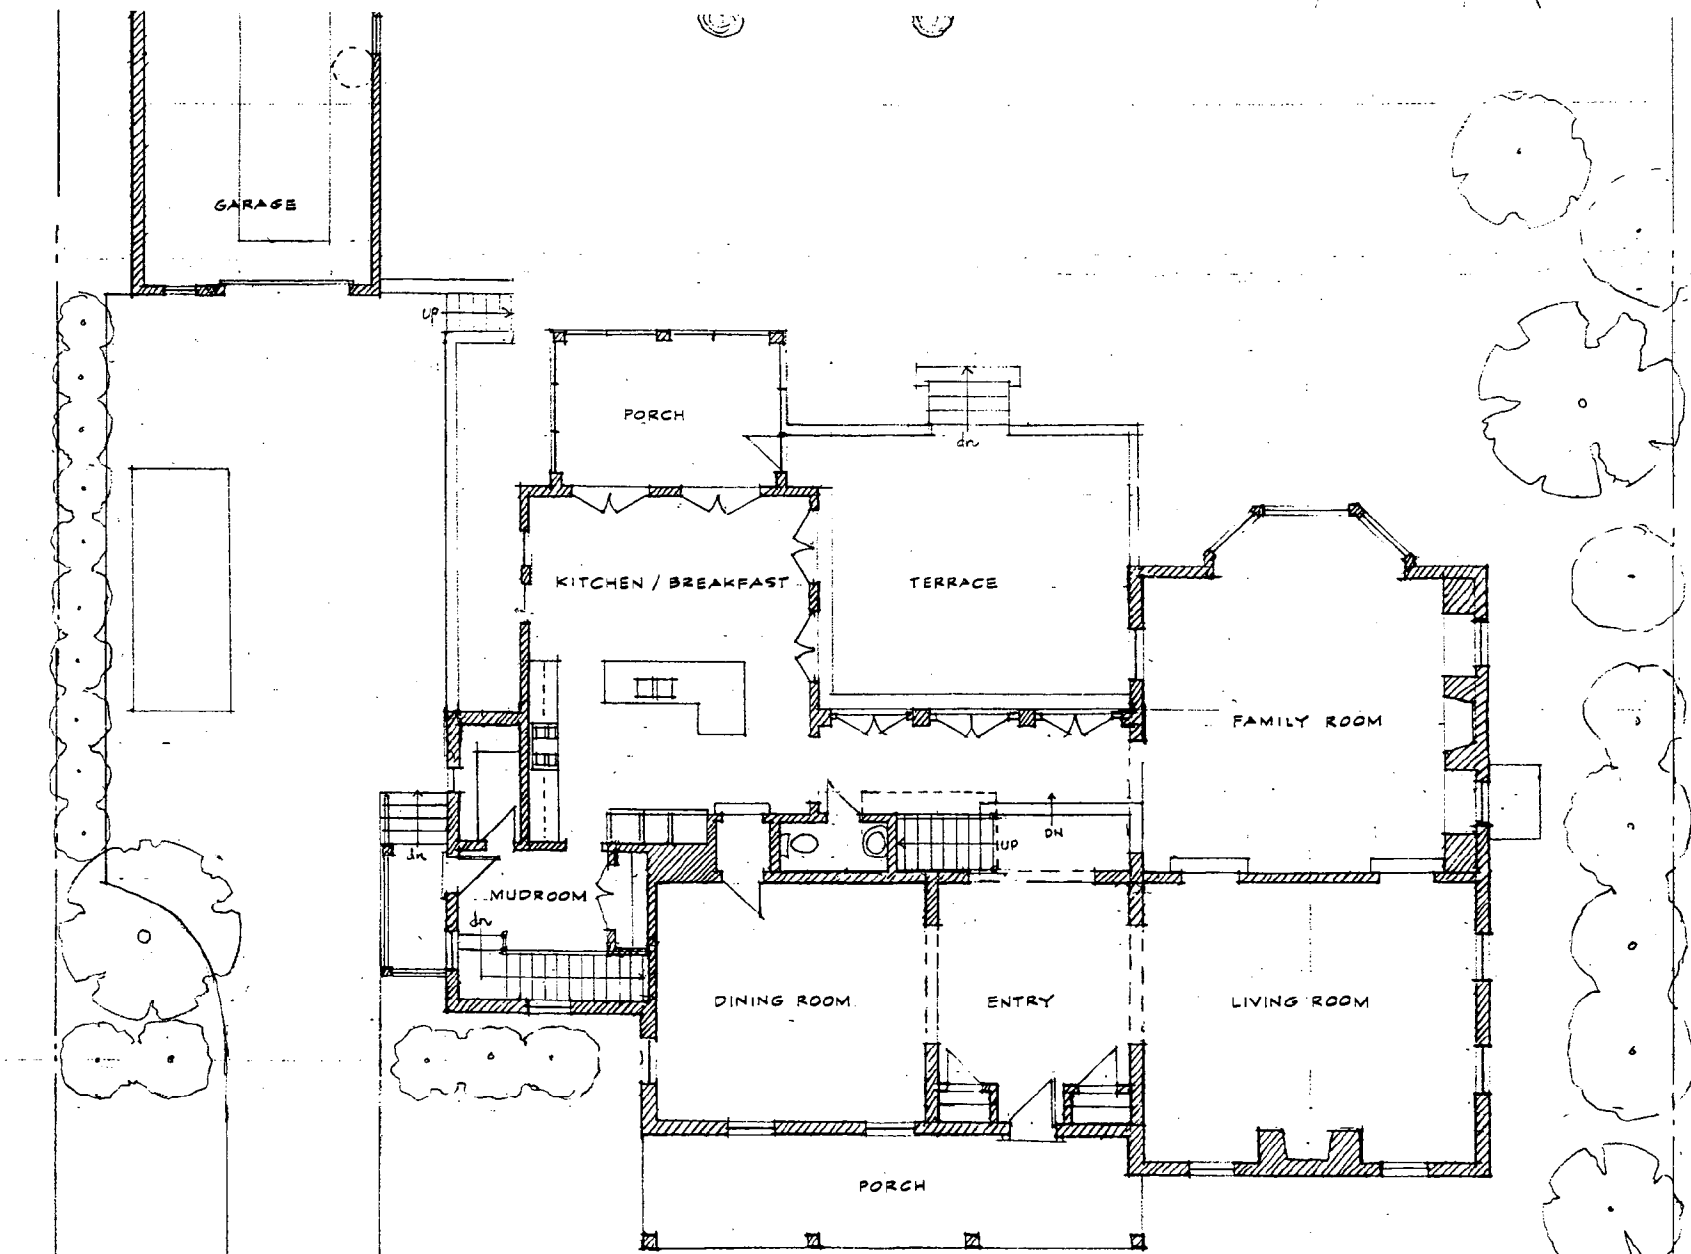 GARAGE
UP
PORCH
dn
KITCHEN / BREAKFAST
TERRACE
FAMILY ROOM
DN
UP
dn
MUDROOM
dn
DINING ROOM
ENTRY
LIVING ROOM
PORCH